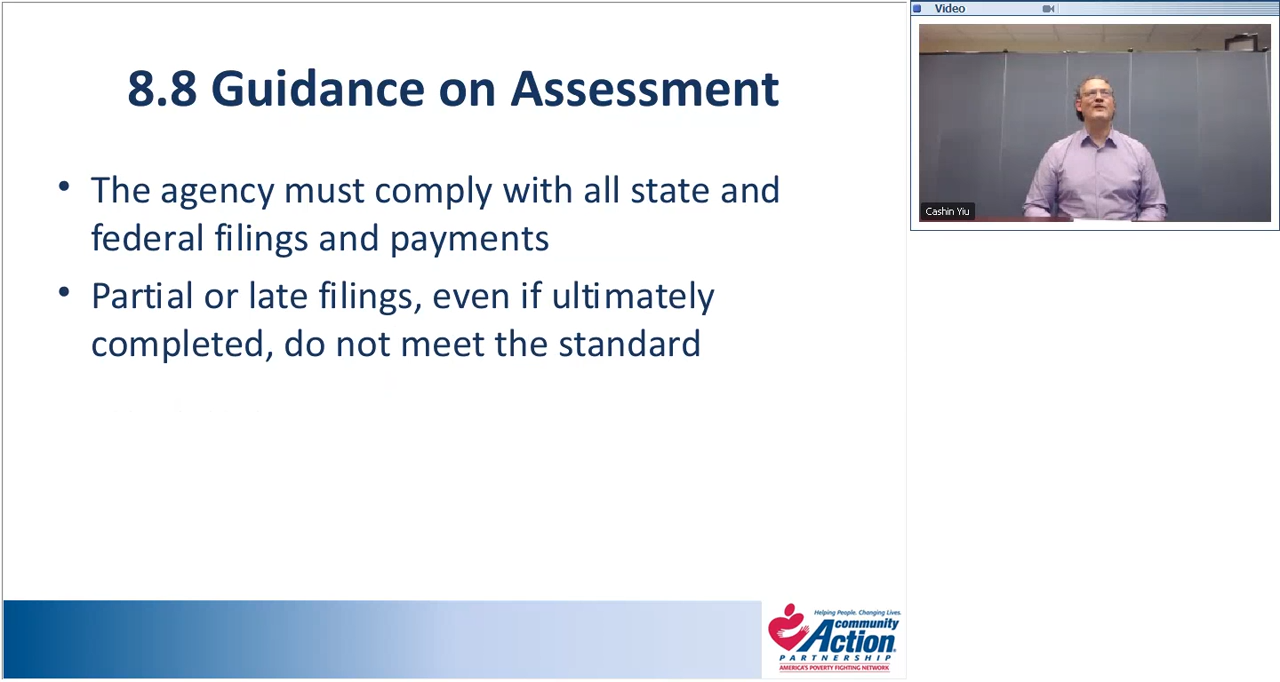 8.8 Guidance on Assessment
• The agency must comply with all state and
federal filings and payments
• Partial or late filings, even if ultimately
completed, do not meet the standard
Helping People. Changing Lives.
community
Action
PARTNERSHIP
AMERICA'S POVERTY FIGHTING NETWORK
Video
Cashin Yiu